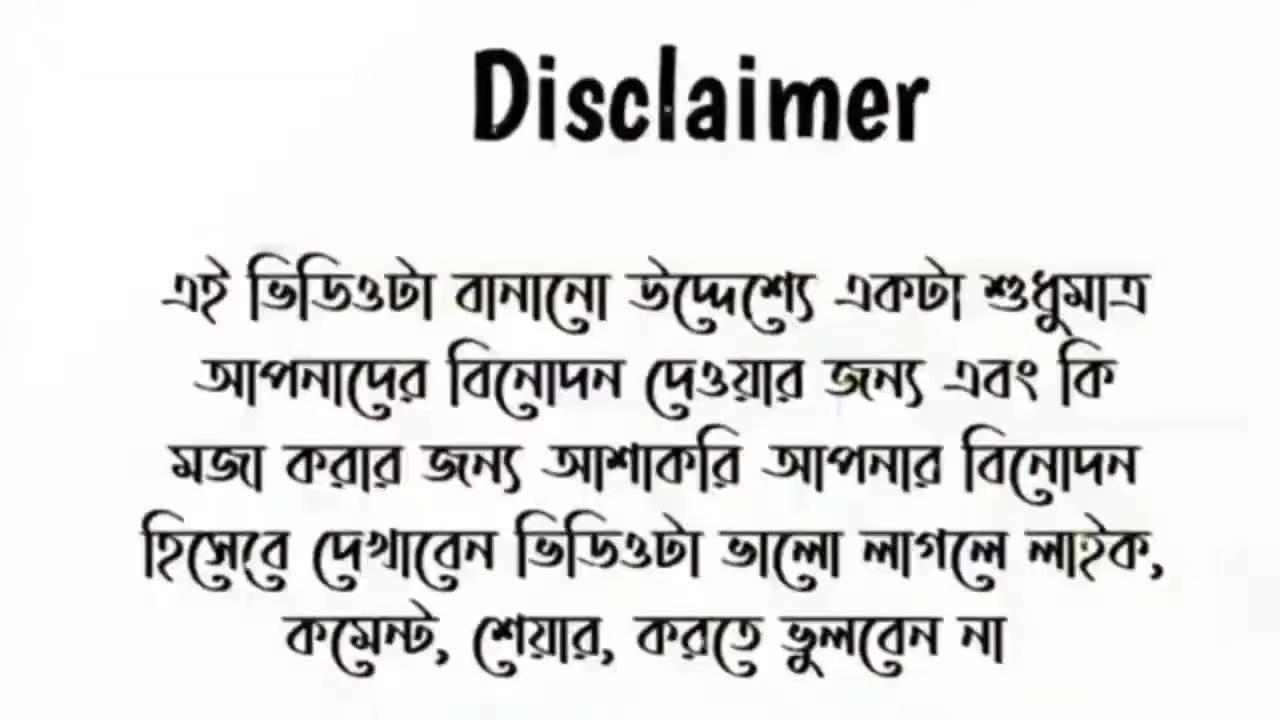 Disclaimer
এই ভিডিওটা বানানো উদ্দেশ্যে একটা শুধুমাত্র
আপনাদের বিনোদন দেওয়ার জন্য এবং কি
মজা করার জন্য আশাকরি আপনার বিনোদন
হিসেবে দেখাবেন ভিডিওটা ভালো লাগলে লাইক,
কমেন্ট, শেয়ার, করতে ভুলবেন না